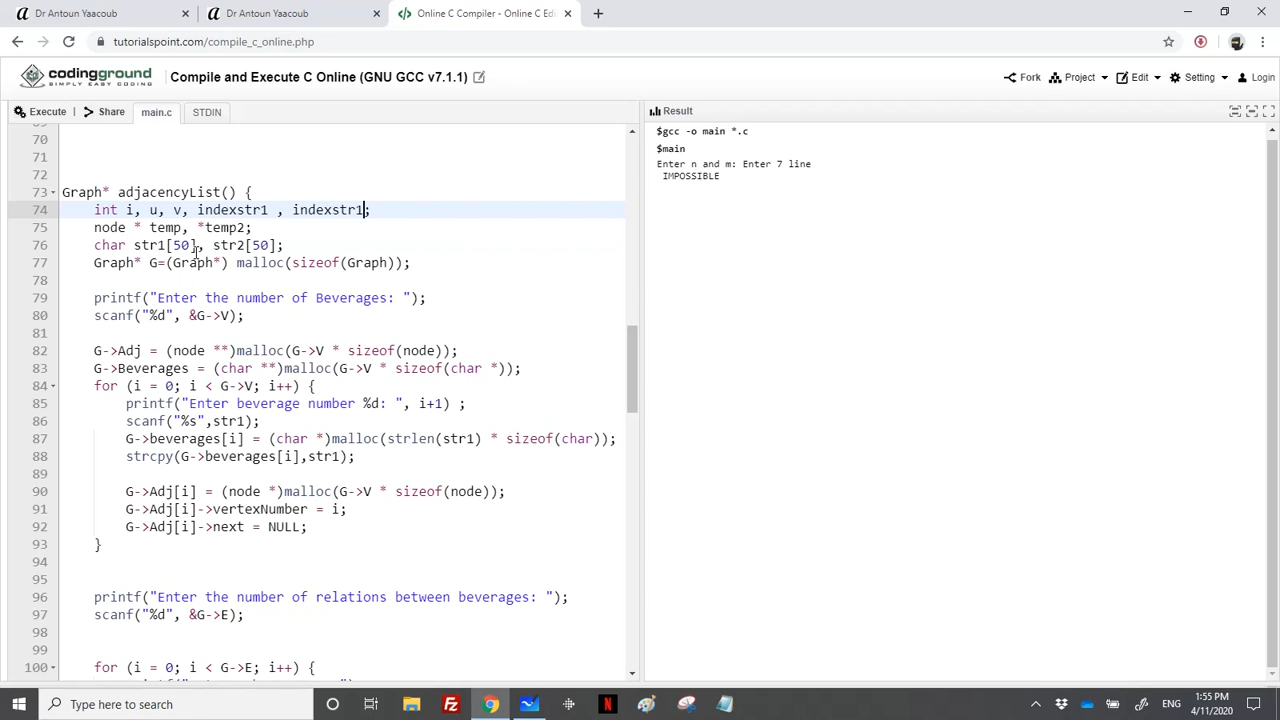 Dr Antoun Yaacoub
Dr Antoun Yaacoub
Online C Compiler - Online C Edi
tutorialspoint.com/compile_c_online.php
codingground
SIMPLY EASY CODING
Compile and Execute C Online (GNU GCC v7.1.1)
Fork
Project
Edit
Setting
Login
Execute
Share
main.c
STDIN
Result
70
71
72
73 Graph* adjacencyList() {
74 int i, u, v, indexstr1 , indexstr1;
75 node * temp, *temp2;
76 char str1[50], str2[50];
77 Graph* G=(Graph*) malloc(sizeof(Graph));
78
79 printf("Enter the number of Beverages: ");
80 scanf("%d", &G->V);
81
82 G->Adj = (node **)malloc(G->V * sizeof(node));
83 G->Beverages = (char **)malloc(G->V * sizeof(char *));
84 for (i = 0; i < G->V; i++) {
85 printf("Enter beverage number %d: ", i+1) ;
86 scanf("%s",str1);
87 G->beverages[i] = (char *)malloc(strlen(str1) * sizeof(char));
88 strcpy(G->beverages[i],str1);
89
90 G->Adj[i] = (node *)malloc(G->V * sizeof(node));
91 G->Adj[i]->vertexNumber = i;
92 G->Adj[i]->next = NULL;
93 }
94
95
96 printf("Enter the number of relations between beverages: ");
97 scanf("%d", &G->E);
98
99
100 for (i = 0; i < G->E; i++) {
$gcc -o main *.c
$main
Enter n and m: Enter 7 line
IMPOSSIBLE
Type here to search
ENG
1:55 PM
4/11/2020